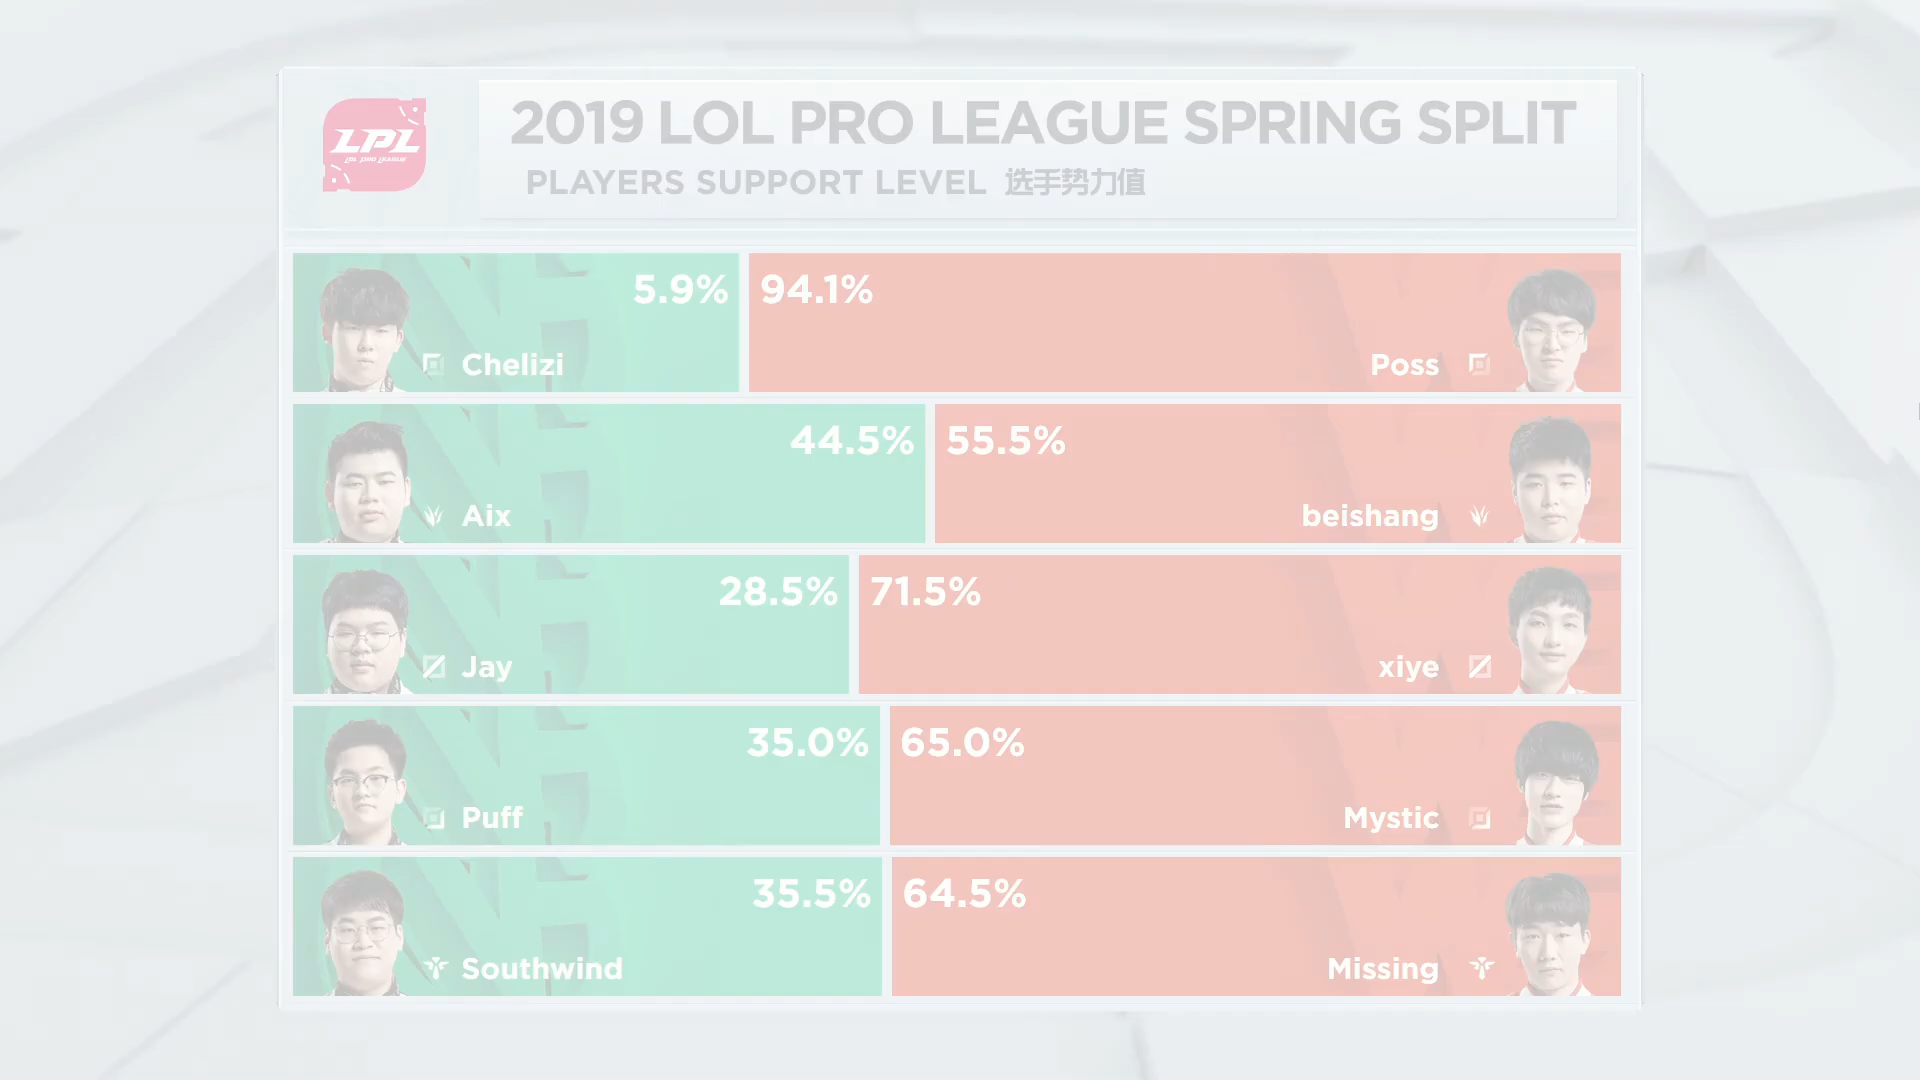 LPL
LOL PRO LEAGUE
2019 LOL PRO LEAGUE SPRING SPLIT
PLAYERS SUPPORT LEVEL 选手势力值
5.9% 94.1%
Chelizi Poss
44.5% 55.5%
Aix beishang
28.5% 71.5%
Jay xiye
35.0% 65.0%
Puff Mystic
35.5% 64.5%
Southwind Missing